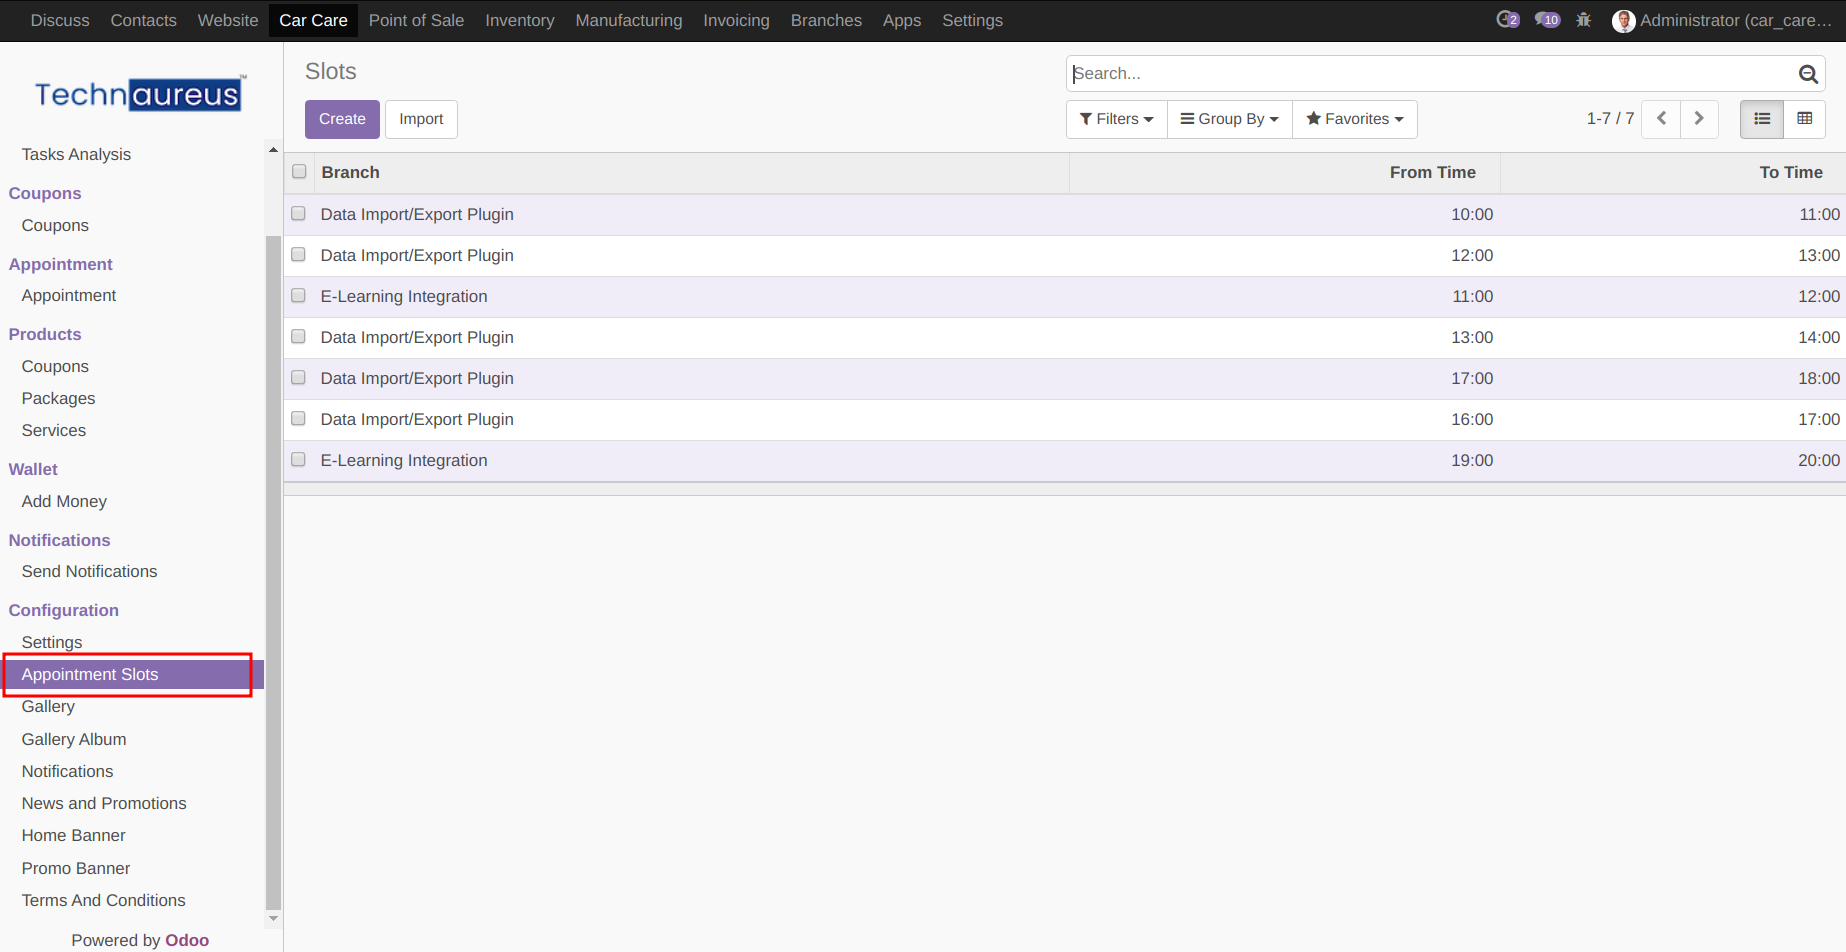 Discuss Contacts Website Car Care Point of Sale Inventory Manufacturing Invoicing Branches Apps Settings 2 10 Administrator (car_care…
Technaureus™
Tasks Analysis
Coupons
Coupons
Appointment
Appointment
Products
Coupons
Packages
Services
Wallet
Add Money
Notifications
Send Notifications
Configuration
Settings
Appointment Slots
Gallery
Gallery Album
Notifications
News and Promotions
Home Banner
Promo Banner
Terms And Conditions
Powered by Odoo
Slots
Search...
Create Import
Filters Group By Favorites 1-7 / 7
Branch From Time To Time
Data Import/Export Plugin 10:00 11:00
Data Import/Export Plugin 12:00 13:00
E-Learning Integration 11:00 12:00
Data Import/Export Plugin 13:00 14:00
Data Import/Export Plugin 17:00 18:00
Data Import/Export Plugin 16:00 17:00
E-Learning Integration 19:00 20:00